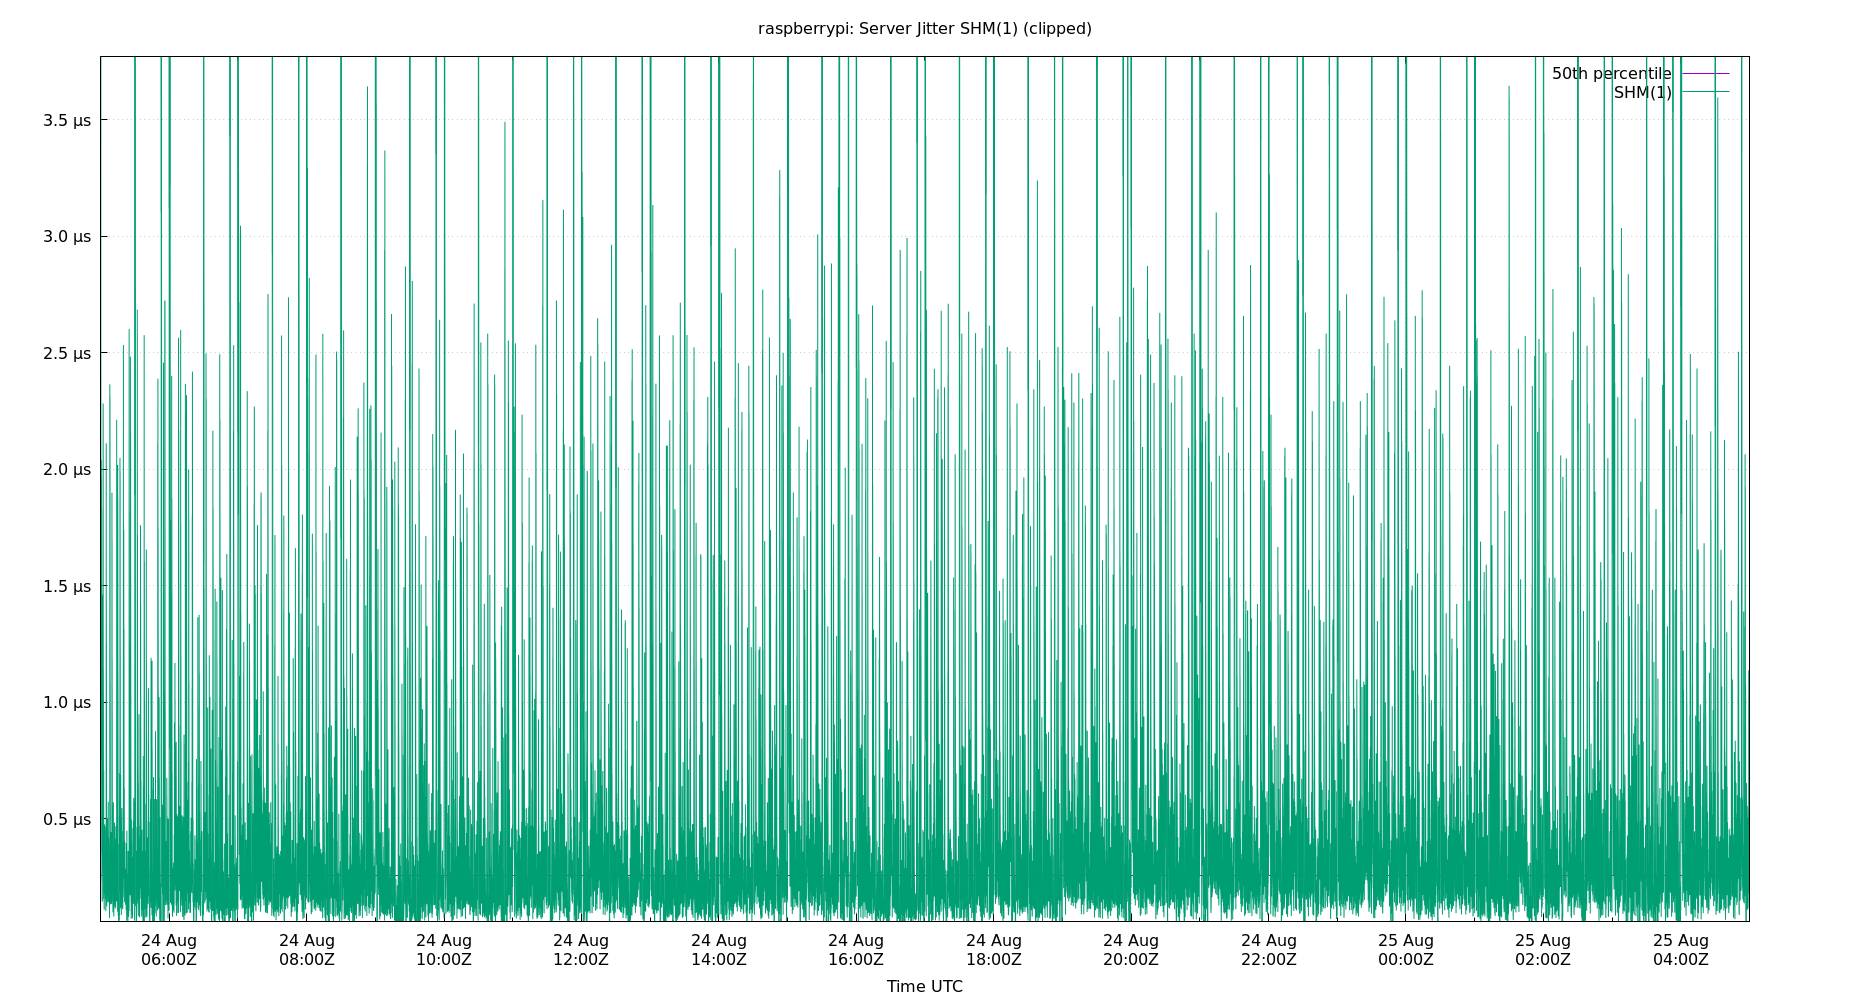 raspberrypi: Server Jitter SHM(1) (clipped)
50th percentile
SHM(1)
3.5 µs
3.0 µs
2.5 µs
2.0 µs
1.5 µs
1.0 µs
0.5 µs
24 Aug 24 Aug 24 Aug 24 Aug 24 Aug 24 Aug 24 Aug 24 Aug 24 Aug 25 Aug 25 Aug 25 Aug
06:00Z 08:00Z 10:00Z 12:00Z 14:00Z 16:00Z 18:00Z 20:00Z 22:00Z 00:00Z 02:00Z 04:00Z
Time UTC